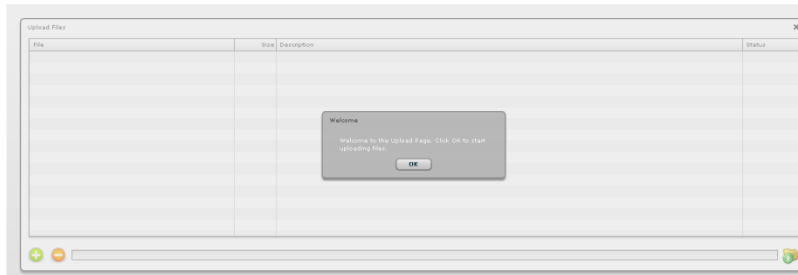 Upload Files
File Size Description Status
Welcome
Welcome to the Upload Page. Click OK to start
uploading files.
OK